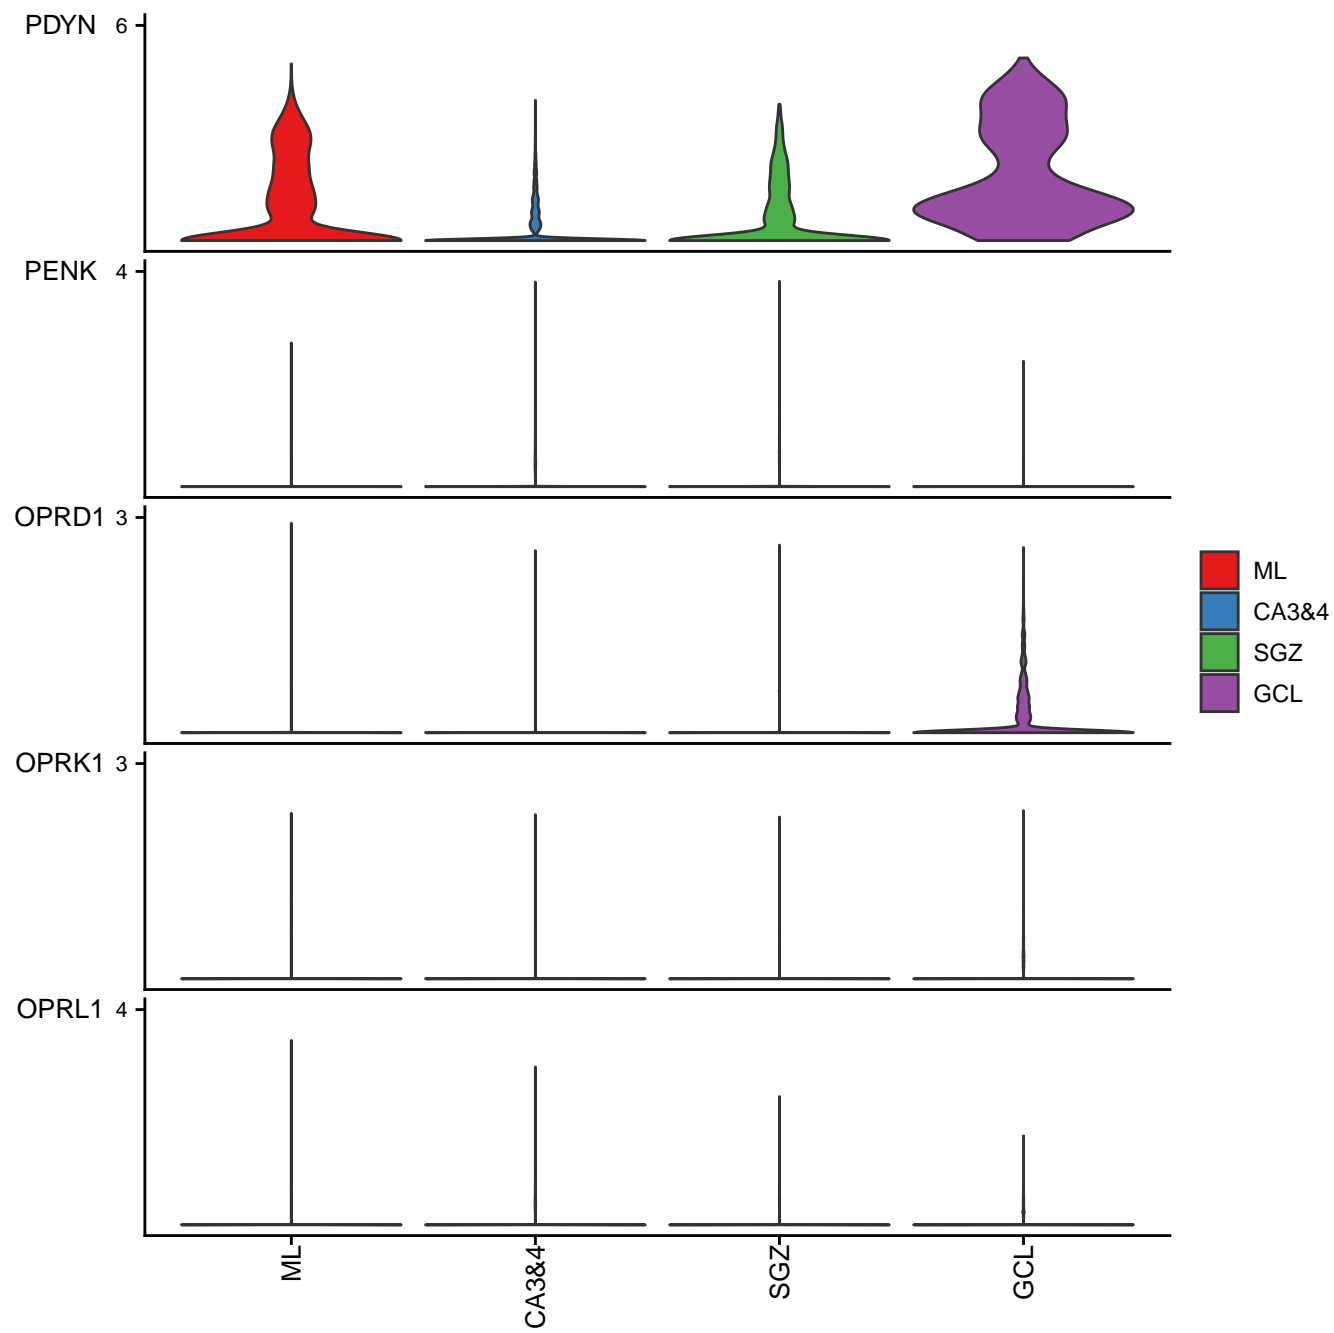 PDYN 6
PENK 4
OPRD1 3
OPRK1 3
OPRL1 4
ML
CA3&4
SGZ
GCL
ML
CA3&4
SGZ
GCL